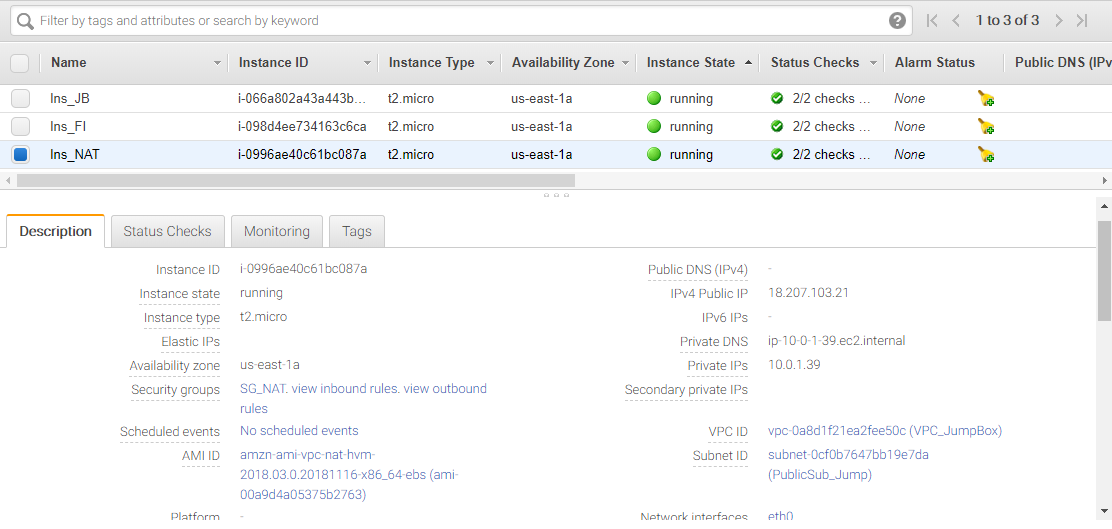 Filter by tags and attributes or search by keyword
1 to 3 of 3
Name Instance ID Instance Type Availability Zone Instance State Status Checks Alarm Status Public DNS (IPv
Ins_JB i-066a802a43a443b... t2.micro us-east-1a running 2/2 checks ... None
Ins_FI i-098d4ee734163c6ca t2.micro us-east-1a running 2/2 checks ... None
Ins_NAT i-0996ae40c61bc087a t2.micro us-east-1a running 2/2 checks ... None
Description Status Checks Monitoring Tags
Instance ID i-0996ae40c61bc087a Public DNS (IPv4) -
Instance state running IPv4 Public IP 18.207.103.21
Instance type t2.micro IPv6 IPs -
Elastic IPs Private DNS ip-10-0-1-39.ec2.internal
Availability zone us-east-1a Private IPs 10.0.1.39
Security groups SG_NAT. view inbound rules. view outbound Secondary private IPs
rules
Scheduled events No scheduled events VPC ID vpc-0a8d1f21ea2fee50c (VPC_JumpBox)
AMI ID amzn-ami-vpc-nat-hvm- Subnet ID subnet-0cf0b7647bb19e7da
2018.03.0.20181116-x86_64-ebs (ami- (PublicSub_Jump)
00a9d4a05375b2763)
Platform - Network interfaces eth0